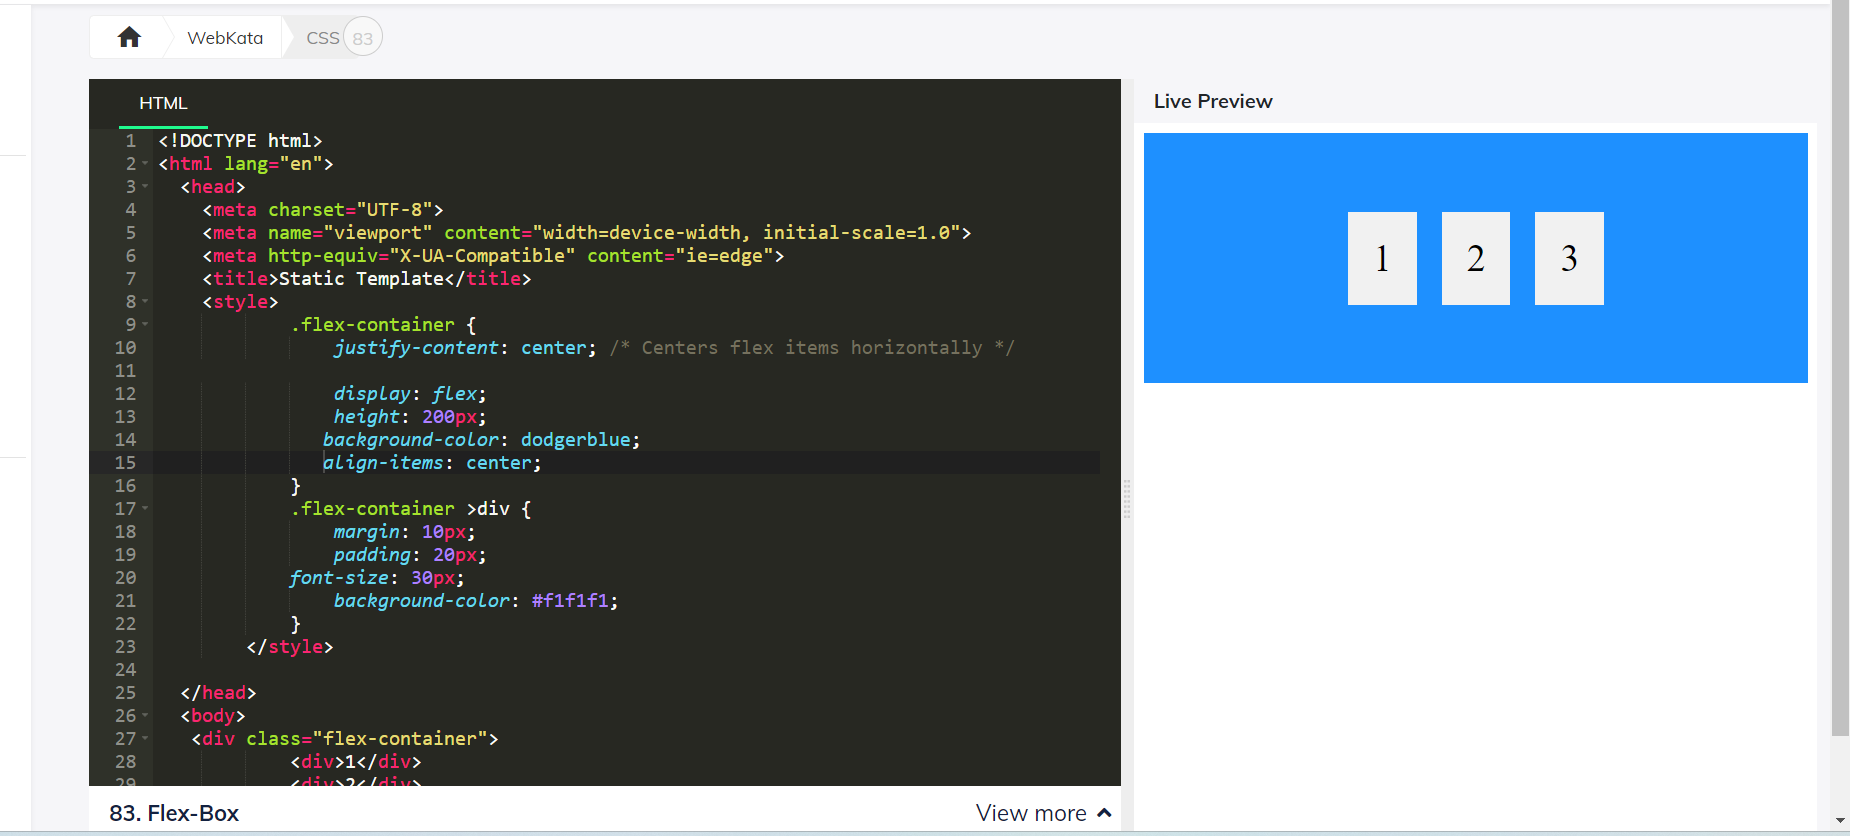 WebKata CSS 83
HTML
1 <!DOCTYPE html>
2 <html lang="en">
3 <head>
4 <meta charset="UTF-8">
5 <meta name="viewport" content="width=device-width, initial-scale=1.0">
6 <meta http-equiv="X-UA-Compatible" content="ie=edge">
7 <title>Static Template</title>
8 <style>
9 .flex-container {
10 justify-content: center; /* Centers flex items horizontally */
11
12 display: flex;
13 height: 200px;
14 background-color: dodgerblue;
15 align-items: center;
16 }
17 .flex-container >div {
18 margin: 10px;
19 padding: 20px;
20 font-size: 30px;
21 background-color: #f1f1f1;
22 }
23 </style>
24
25 </head>
26 <body>
27 <div class="flex-container">
28 <div>1</div>
29 <div>2</div>
83. Flex-Box
View more
Live Preview
1 2 3